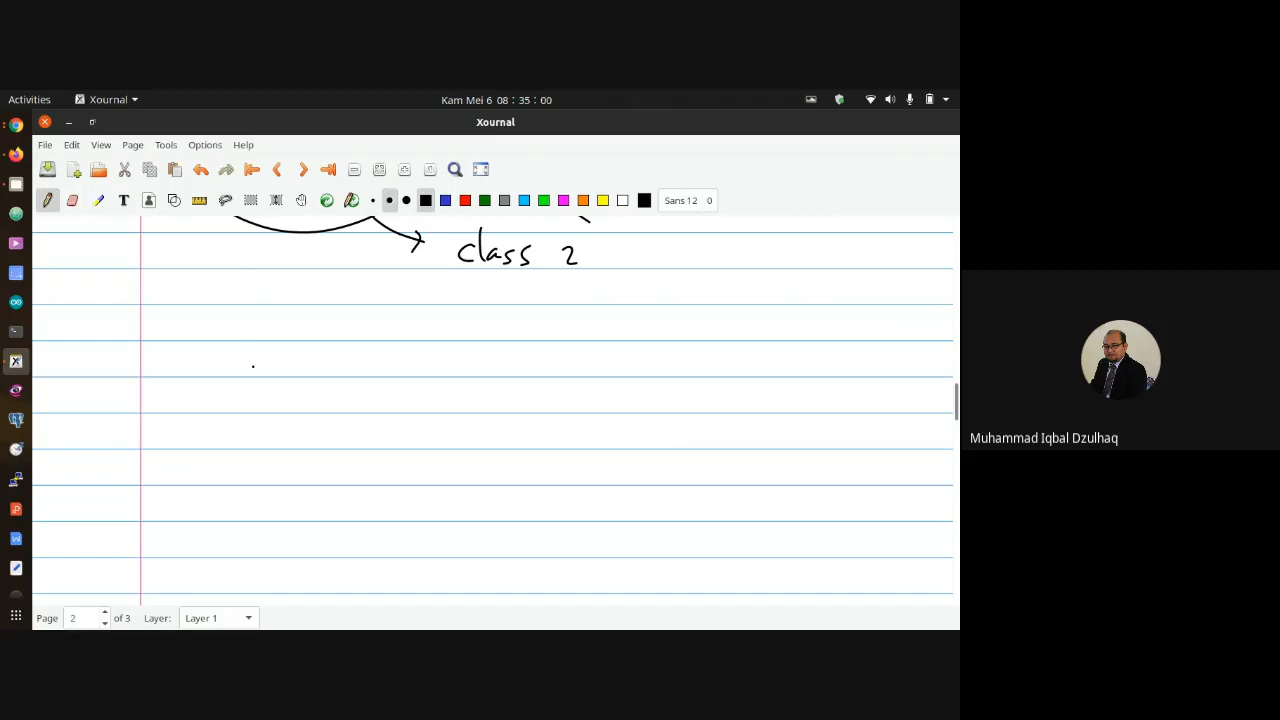 Activities Xournal Kam Mei 6 08 : 35 : 00
Xournal
File Edit View Page Tools Options Help
Sans 12 0
class 2
Muhammad Iqbal Dzulhaq
Page 2 of 3 Layer: Layer 1